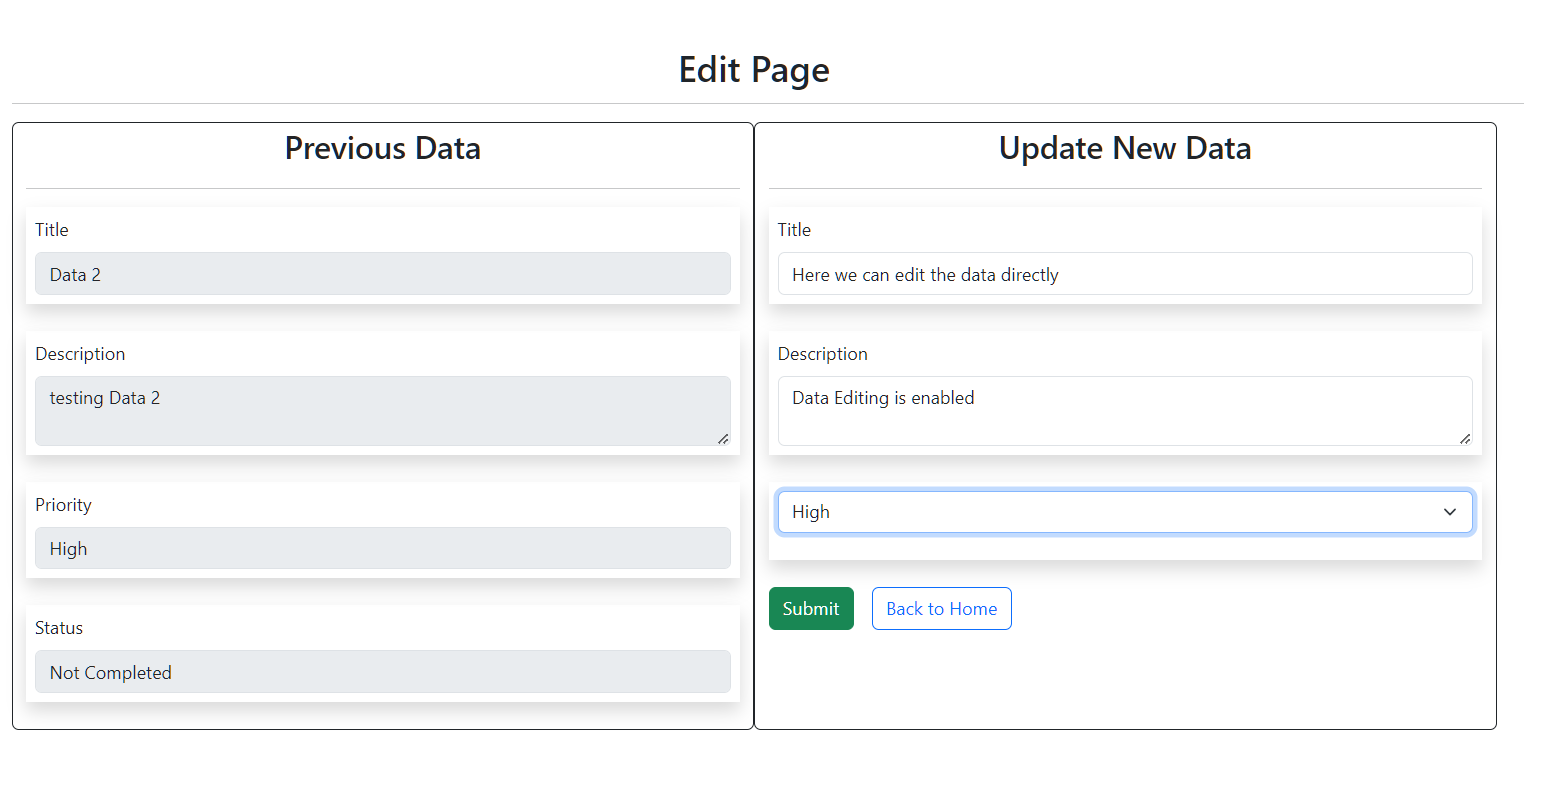 Edit Page
Previous Data
Title
Data 2
Description
testing Data 2
Priority
High
Status
Not Completed
Update New Data
Title
Here we can edit the data directly
Description
Data Editing is enabled
High
Submit
Back to Home